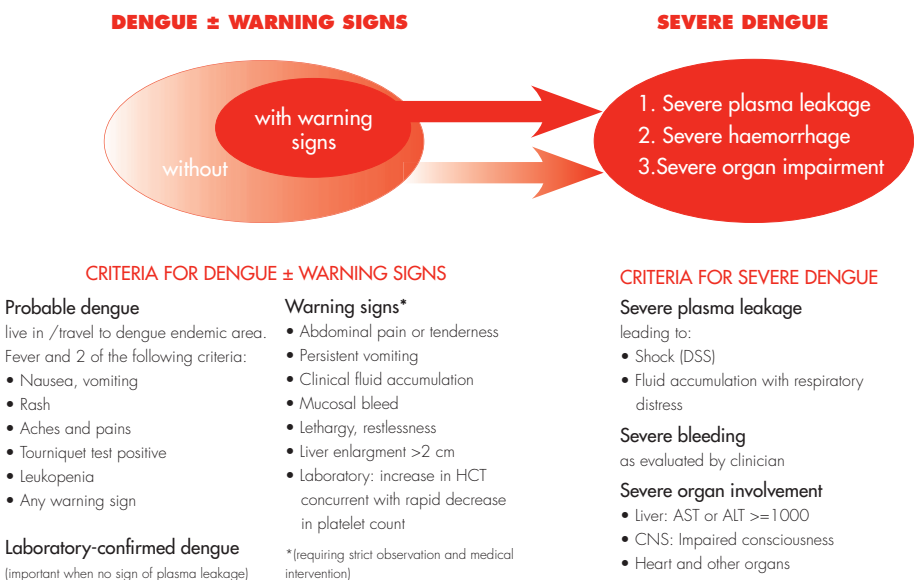 DENGUE ± WARNING SIGNS
SEVERE DENGUE
with warning
signs
without
1. Severe plasma leakage
2. Severe haemorrhage
3.Severe organ impairment
CRITERIA FOR DENGUE ± WARNING SIGNS
Probable dengue
live in /travel to dengue endemic area.
Fever and 2 of the following criteria:
• Nausea, vomiting
• Rash
• Aches and pains
• Tourniquet test positive
• Leukopenia
• Any warning sign
Laboratory-confirmed dengue
(important when no sign of plasma leakage)
Warning signs*
• Abdominal pain or tenderness
• Persistent vomiting
• Clinical fluid accumulation
• Mucosal bleed
• Lethargy, restlessness
• Liver enlargment >2 cm
• Laboratory: increase in HCT
concurrent with rapid decrease
in platelet count
*(requiring strict observation and medical
intervention)
CRITERIA FOR SEVERE DENGUE
Severe plasma leakage
leading to:
• Shock (DSS)
• Fluid accumulation with respiratory
distress
Severe bleeding
as evaluated by clinician
Severe organ involvement
• Liver: AST or ALT >=1000
• CNS: Impaired consciousness
• Heart and other organs